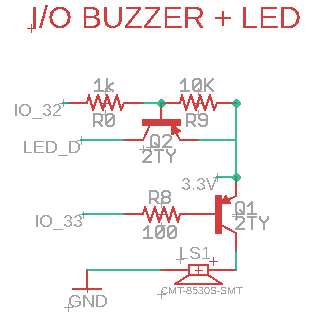 I/O BUZZER + LED
1k 10K
IO_32
R0 R9
LED_D Q2
2TY
3.3V
R8 Q1
IO_33 2TY
100
LS1
CMT-8530S-SMT
GND